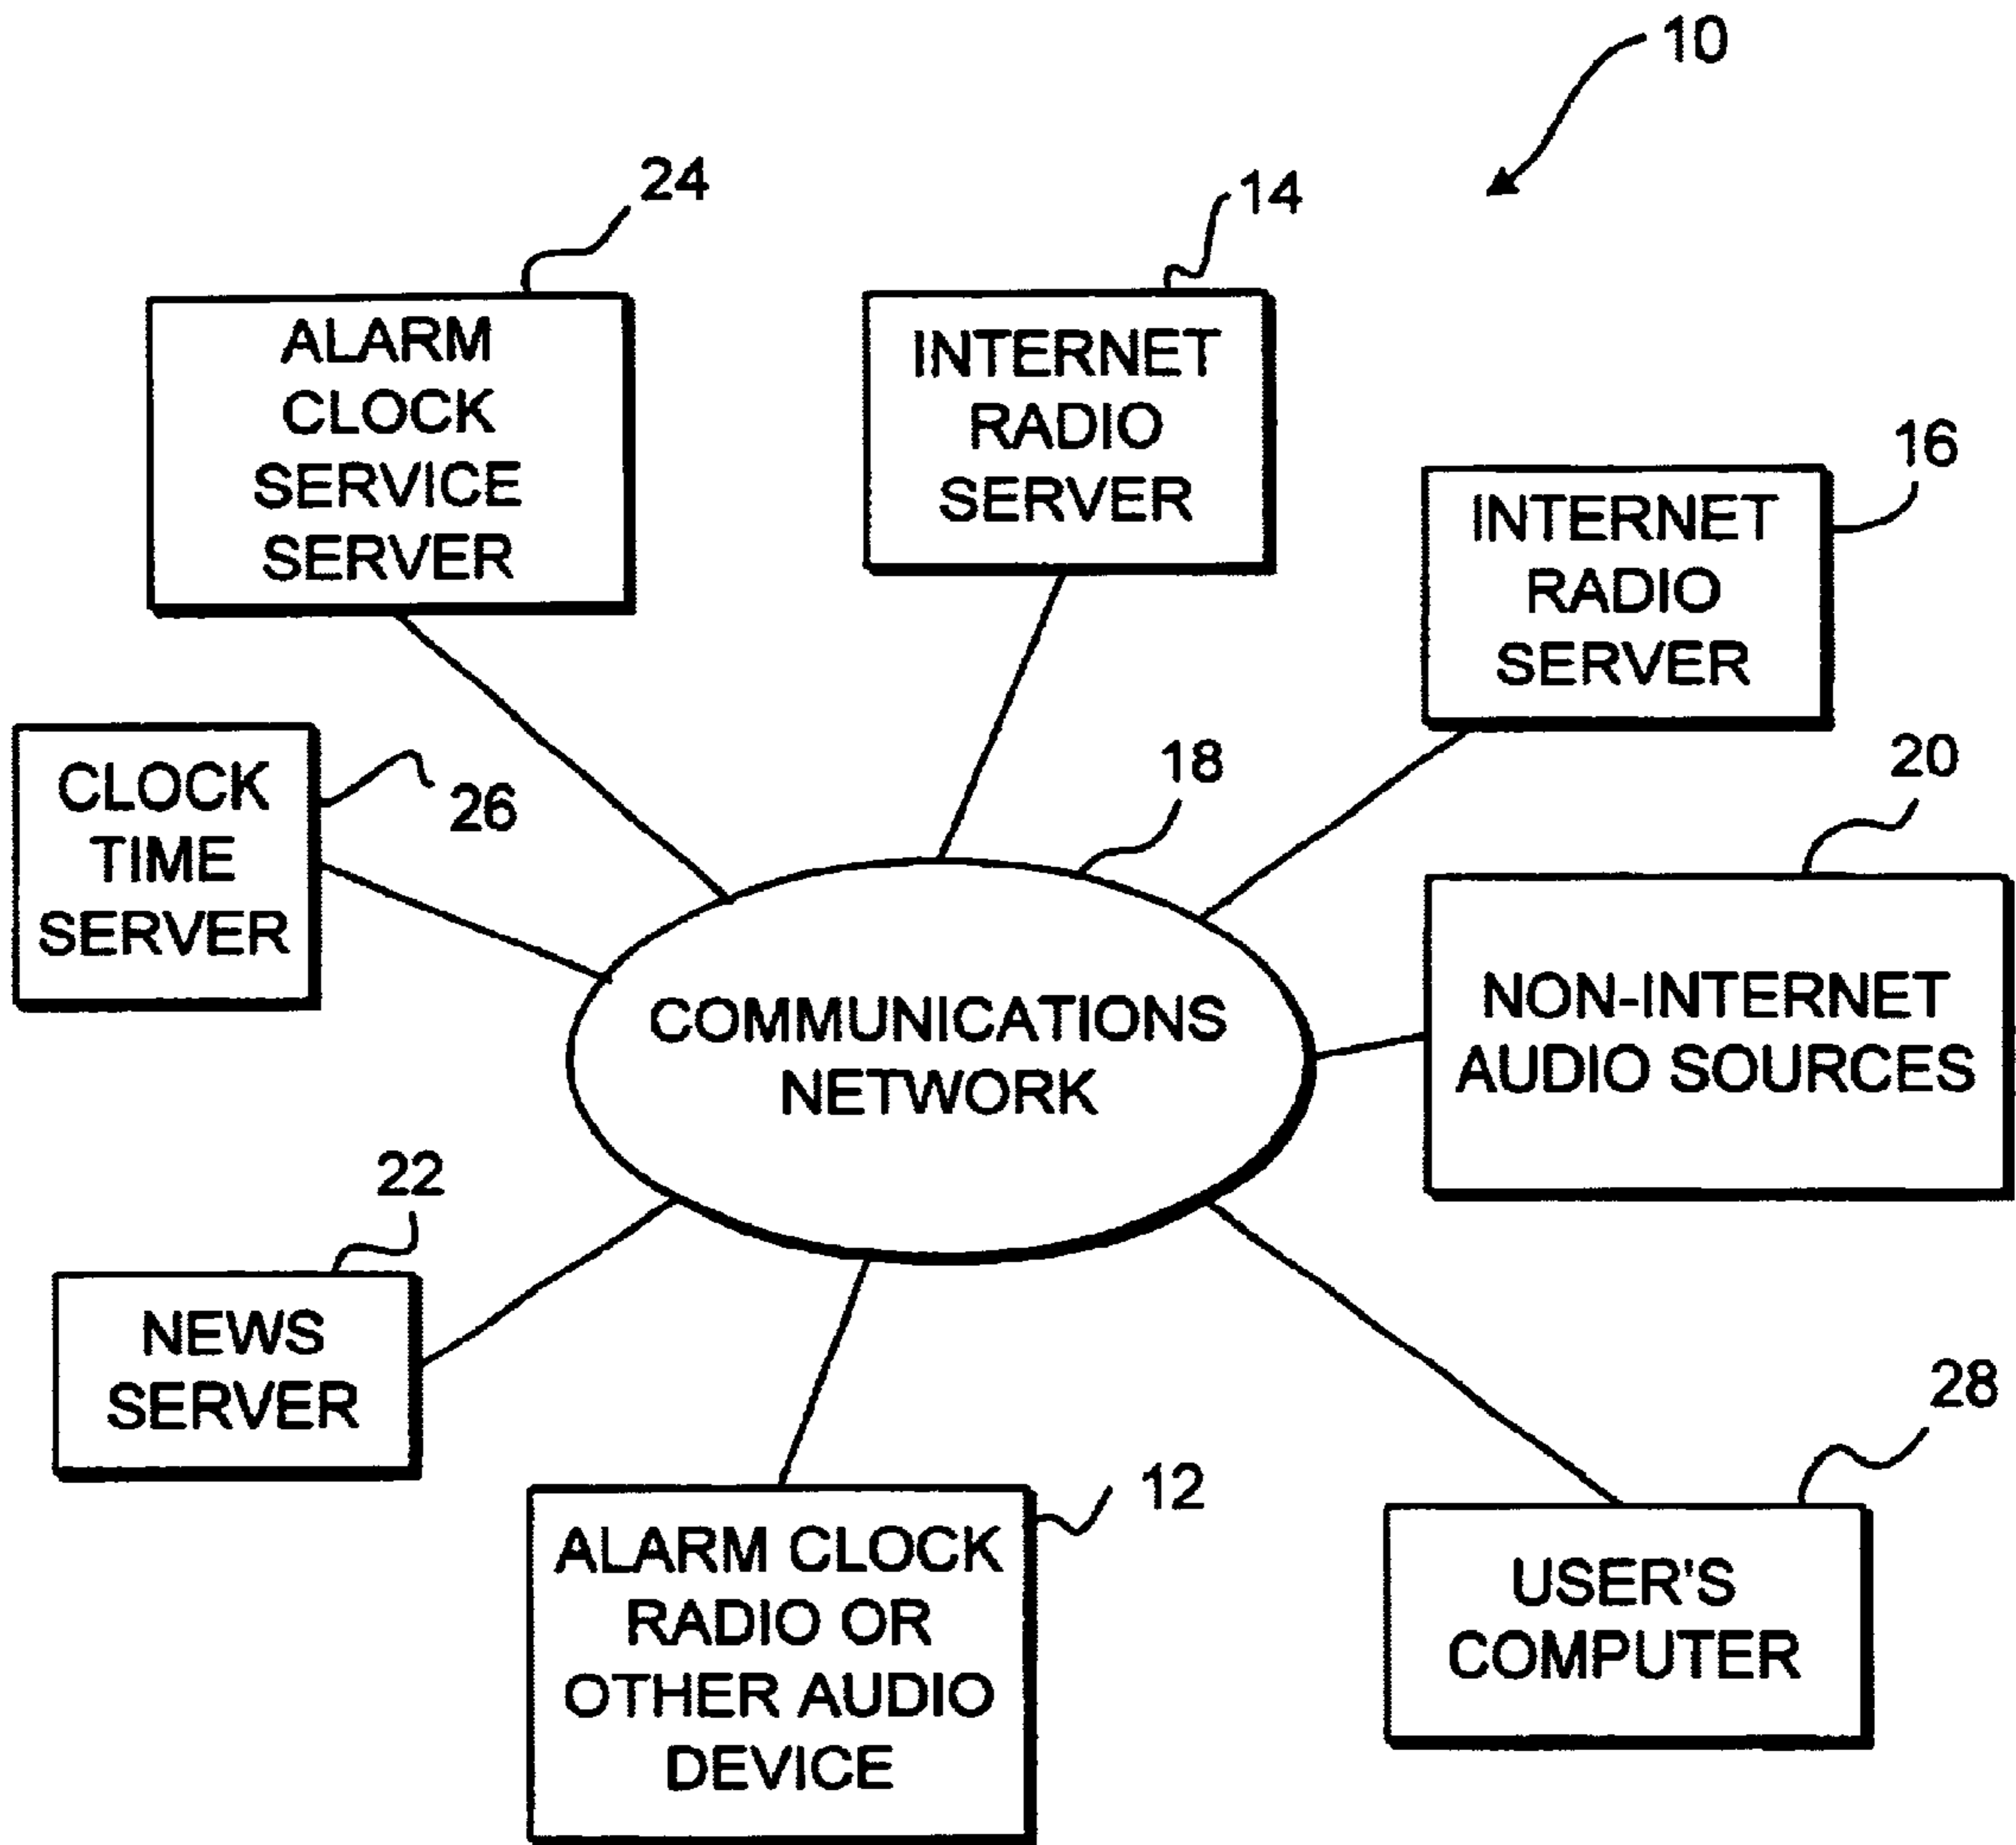 10
24
14
ALARM
CLOCK
SERVICE
SERVER
INTERNET
RADIO
SERVER
16
INTERNET
RADIO
SERVER
CLOCK
TIME
SERVER
26
18
20
COMMUNICATIONS
NETWORK
NON-INTERNET
AUDIO SOURCES
22
NEWS
SERVER
12
ALARM CLOCK
RADIO OR
OTHER AUDIO
DEVICE
28
USER'S
COMPUTER